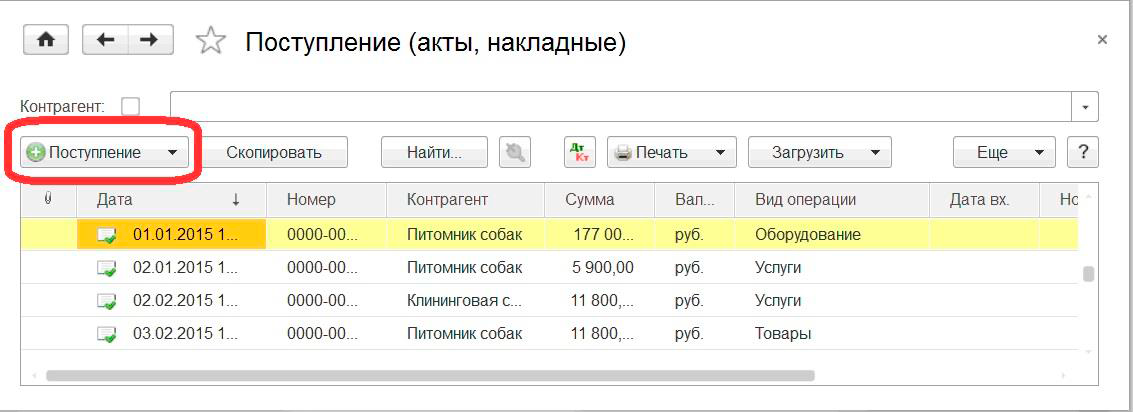 Поступление (акты, накладные)
Контрагент:
Поступление Скопировать Найти... Дт Кт Печать Загрузить Еще ?
Дата ↓ Номер Контрагент Сумма Вал... Вид операции Дата вх. Но
01.01.2015 1... 0000-00... Питомник собак 177 00... руб. Оборудование
02.01.2015 1... 0000-00... Питомник собак 5 900,00 руб. Услуги
02.02.2015 1... 0000-00... Клининговая с... 11 800,... руб. Услуги
03.02.2015 1... 0000-00... Питомник собак 11 800,... руб. Товары